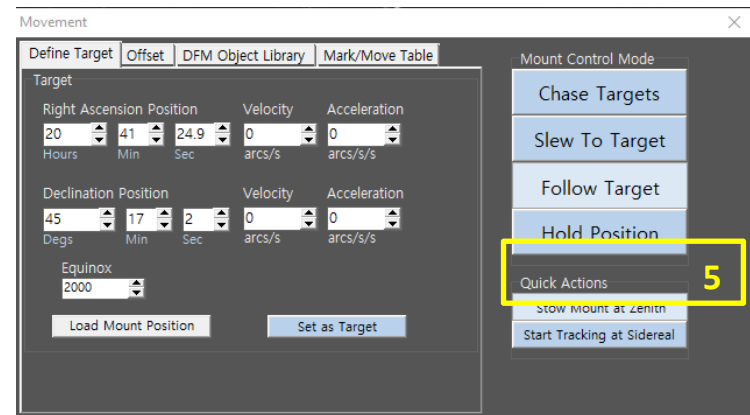 Movement
Define Target Offset DFM Object Library Mark/Move Table
Target
Right Ascension Position Velocity Acceleration
20 41 24.9 0 0
Hours Min Sec arcs/s arcs/s/s
Declination Position Velocity Acceleration
45 17 2 0 0
Degs Min Sec arcs/s arcs/s/s
Equinox
2000
Load Mount Position Set as Target
Mount Control Mode
Chase Targets
Slew To Target
Follow Target
Hold Position
5
Quick Actions
Stow Mount at Zenith
Start Tracking at Sidereal